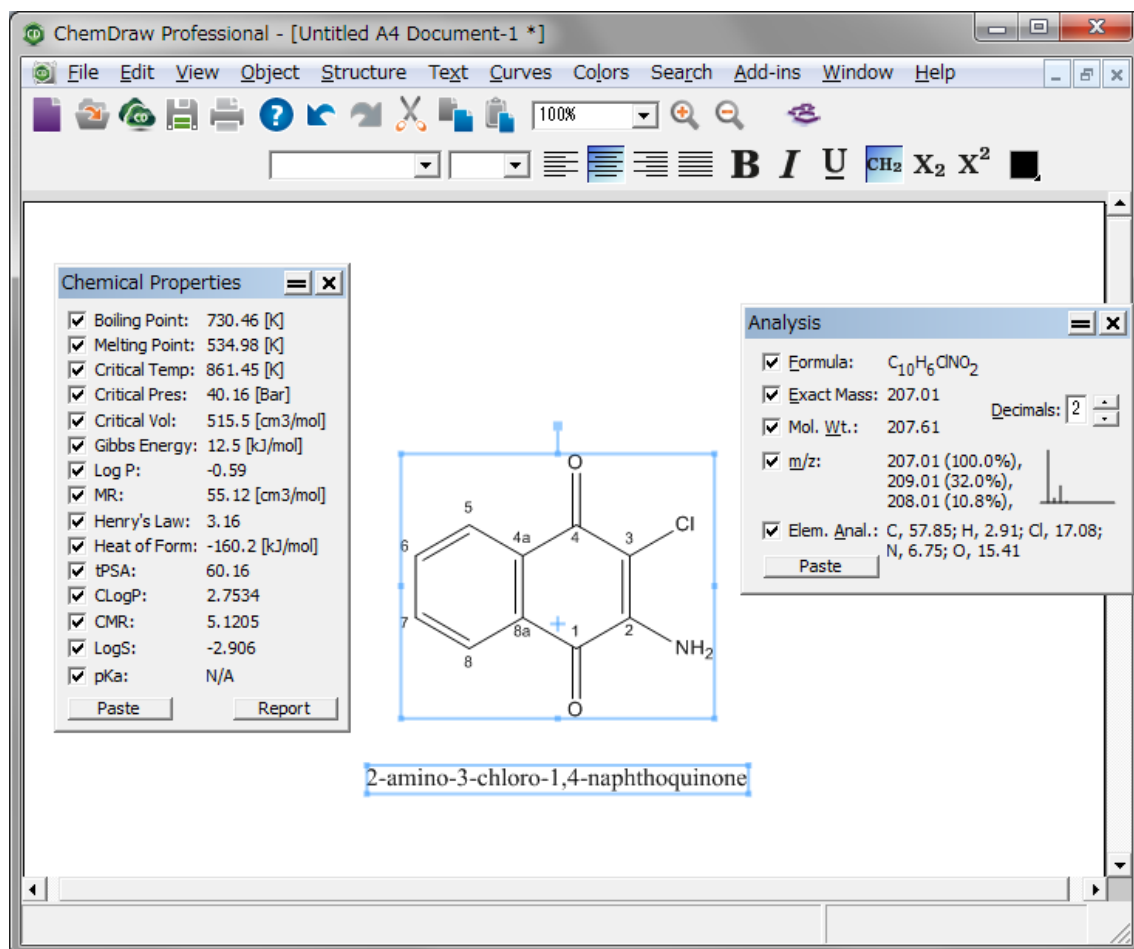 ChemDraw Professional - [Untitled A4 Document-1 *]
File Edit View Object Structure Text Curves Colors Search Add-ins Window Help
100%
B I U CH₂ X₂ X²
Chemical Properties
Boiling Point: 730.46 [K]
Melting Point: 534.98 [K]
Critical Temp: 861.45 [K]
Critical Pres: 40.16 [Bar]
Critical Vol: 515.5 [cm3/mol]
Gibbs Energy: 12.5 [kJ/mol]
Log P: -0.59
MR: 55.12 [cm3/mol]
Henry's Law: 3.16
Heat of Form: -160.2 [kJ/mol]
tPSA: 60.16
CLogP: 2.7534
CMR: 5.1205
LogS: -2.906
pKa: N/A
Paste Report
O
5 Cl
6 4a 4 3
7 8a 1 2
8 NH₂
O
2-amino-3-chloro-1,4-naphthoquinone
Analysis
Formula: C₁₀H₆ClNO₂
Exact Mass: 207.01
Decimals: 2
Mol. Wt.: 207.61
m/z: 207.01 (100.0%),
209.01 (32.0%),
208.01 (10.8%)
Elem. Anal.: C, 57.85; H, 2.91; Cl, 17.08;
N, 6.75; O, 15.41
Paste